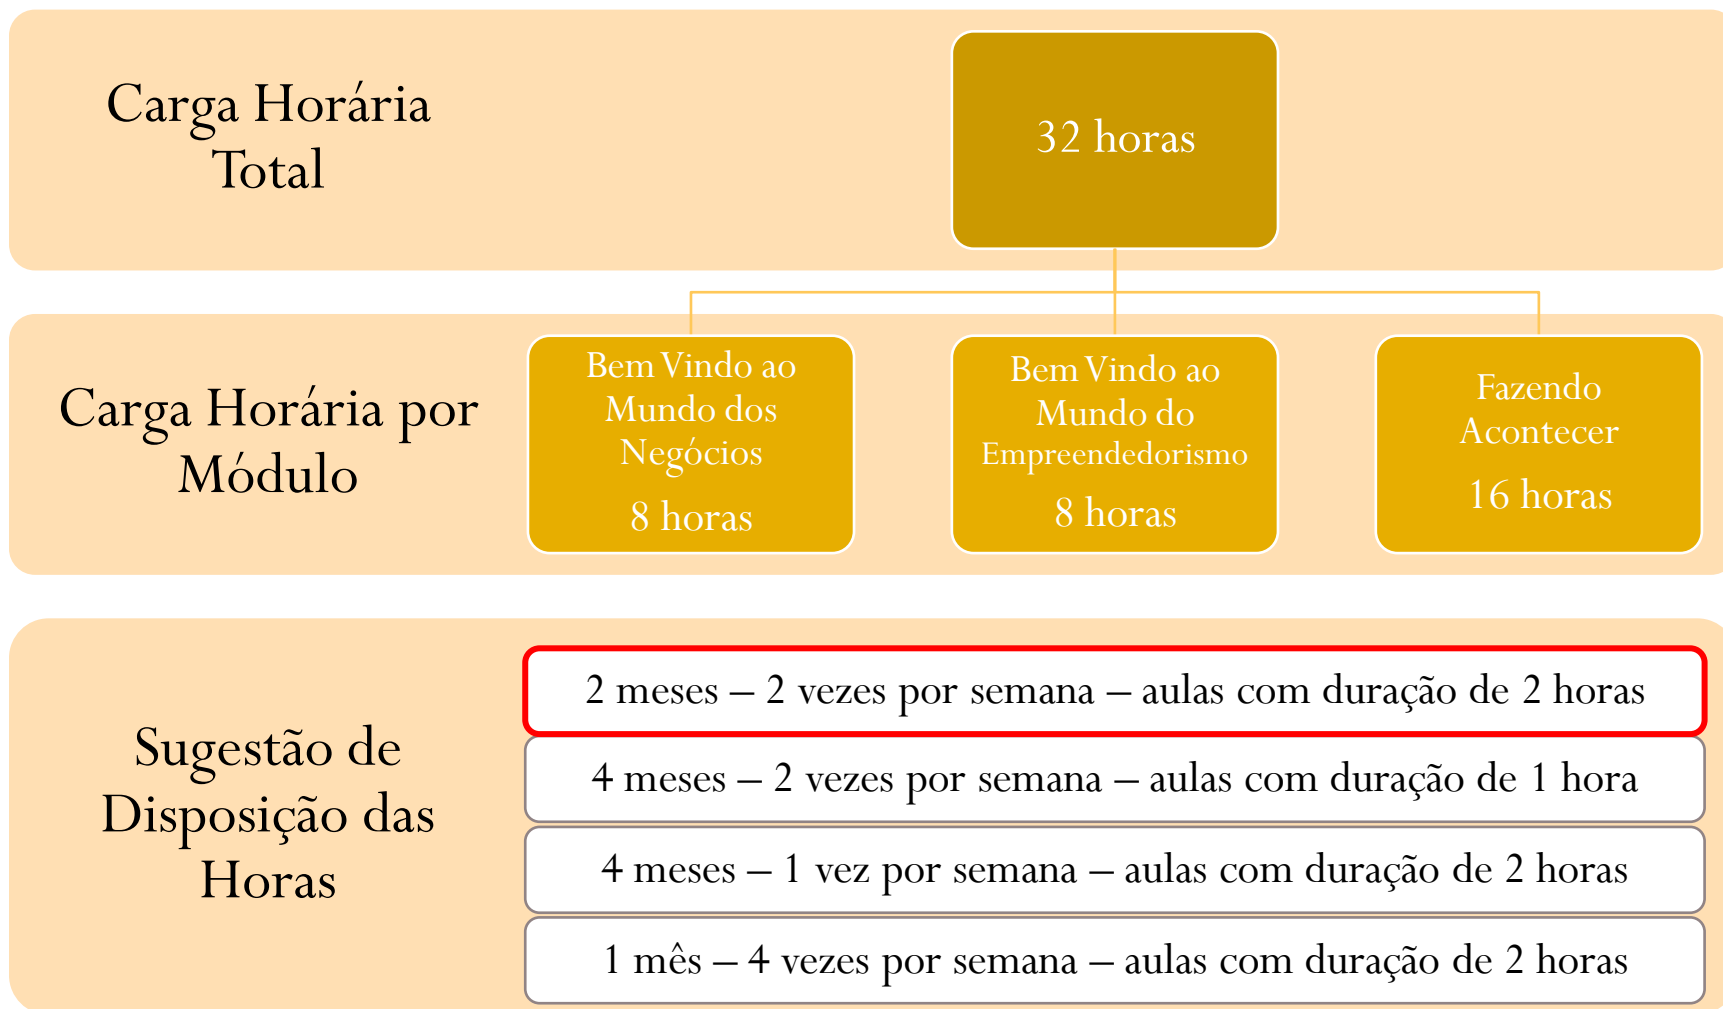 Carga Horária
Total
32 horas
Carga Horária por
Módulo
Bem Vindo ao
Mundo dos
Negócios
8 horas
Bem Vindo ao
Mundo do
Empreendedorismo
8 horas
Fazendo
Acontecer
16 horas
Sugestão de
Disposição das
Horas
2 meses – 2 vezes por semana – aulas com duração de 2 horas
4 meses – 2 vezes por semana – aulas com duração de 1 hora
4 meses – 1 vez por semana – aulas com duração de 2 horas
1 mês – 4 vezes por semana – aulas com duração de 2 horas